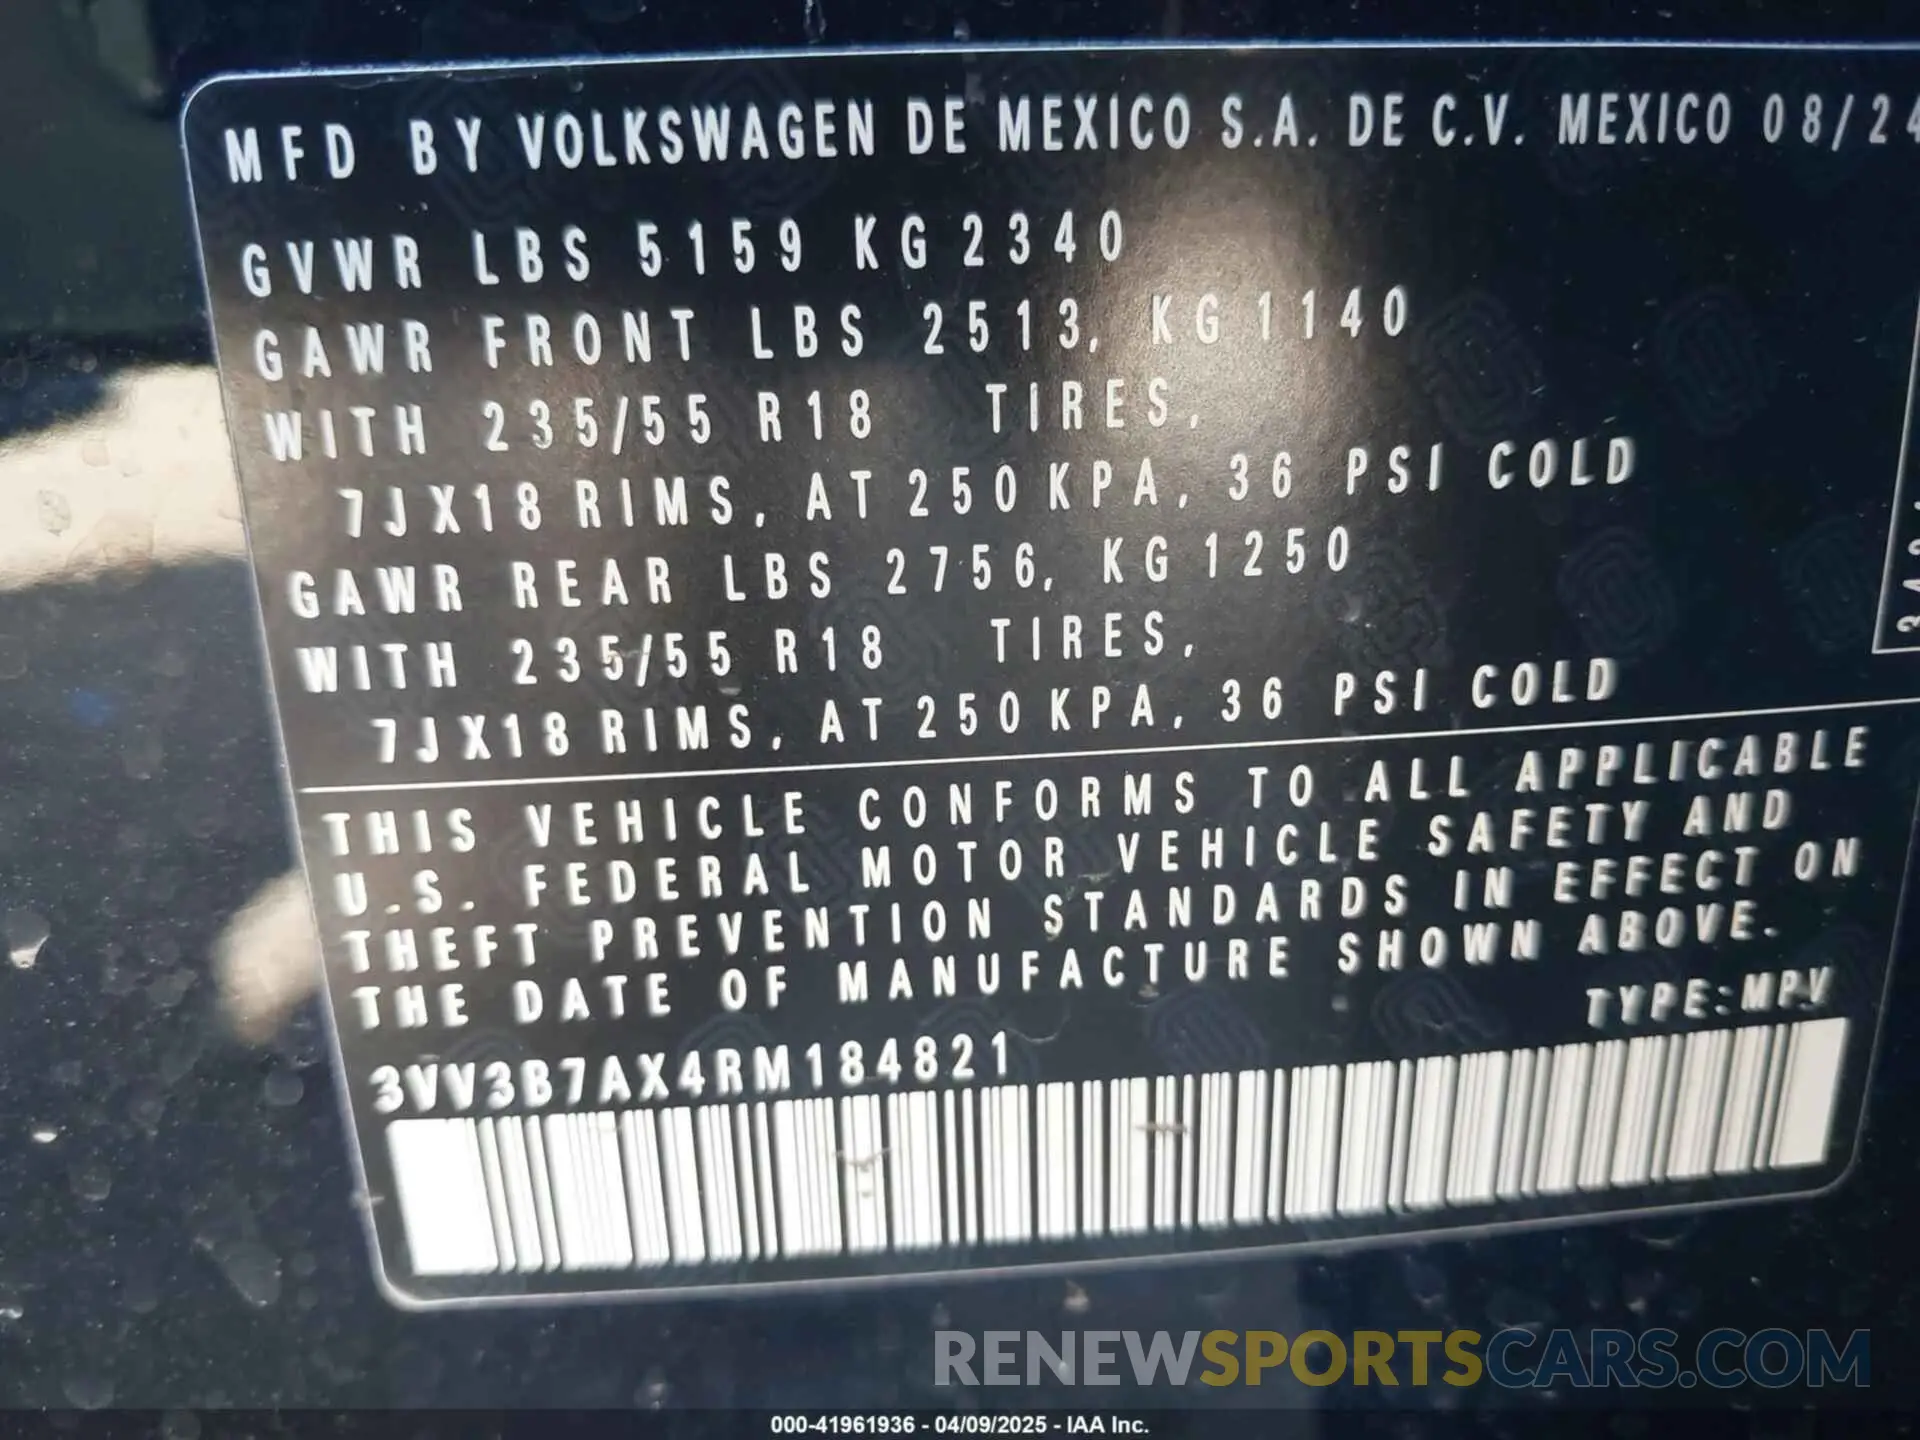 MFD BY VOLKSWAGEN DE MEXICO S.A. DE C.V. MEXICO 08/24
GVWR LBS 5159 KG 2340
GAWR FRONT LBS 2513, KG 1140
WITH 235/55 R18 TIRES,
7JX18 RIMS, AT 250 KPA, 36 PSI COLD
GAWR REAR LBS 2756, KG 1250
WITH 235/55 R18 TIRES,
7JX18 RIMS, AT 250 KPA, 36 PSI COLD
THIS VEHICLE CONFORMS TO ALL APPLICABLE
U.S. FEDERAL MOTOR VEHICLE SAFETY AND
THEFT PREVENTION STANDARDS IN EFFECT ON
THE DATE OF MANUFACTURE SHOWN ABOVE.
TYPE:MPV
3VV3B7AX4RM184821
RENEWSPORTSCARS.COM
000-41961936 - 04/09/2025 - IAA Inc.